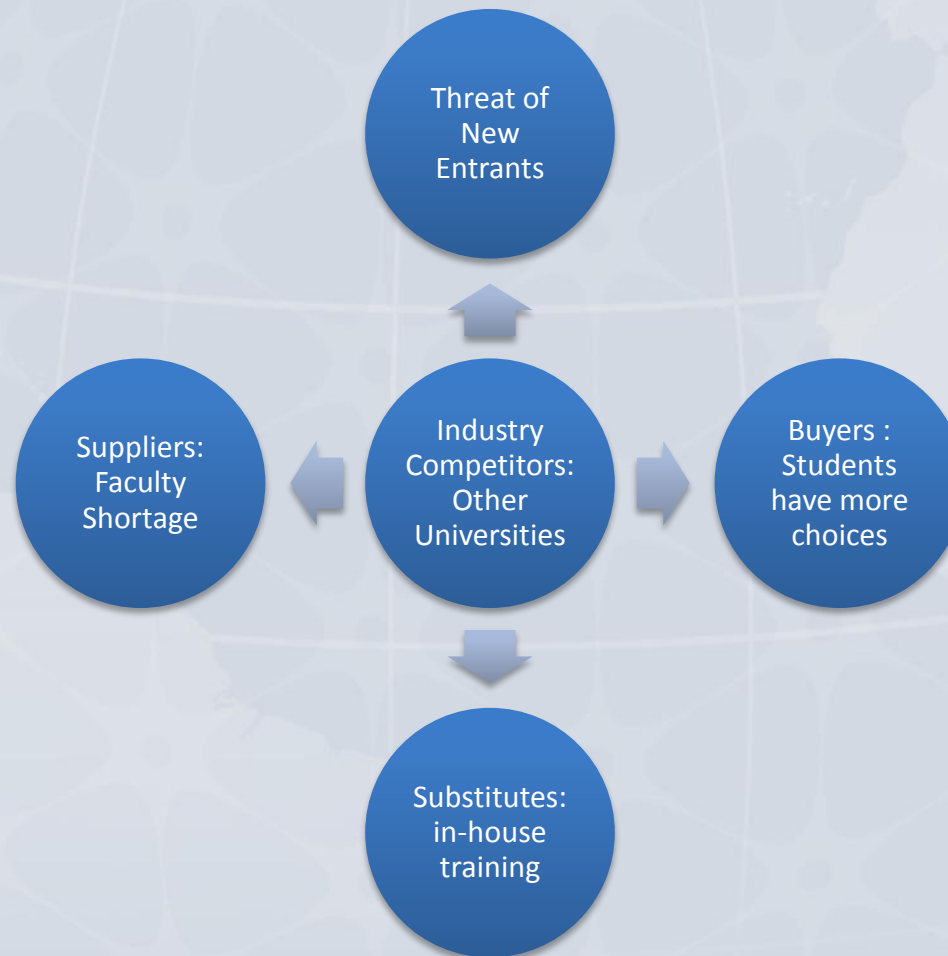 Threat of
New
Entrants
Suppliers:
Faculty
Shortage
Industry
Competitors:
Other
Universities
Buyers :
Students
have more
choices
Substitutes:
in-house
training